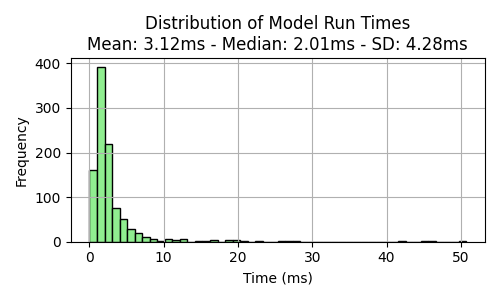 Distribution of Model Run Times
Mean: 3.12ms - Median: 2.01ms - SD: 4.28ms
400
300
200
100
0
Frequency
0 10 20 30 40 50
Time (ms)